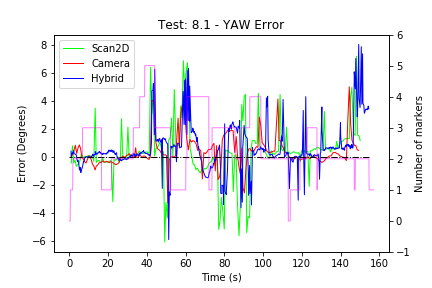 Test: 8.1 - YAW Error
Scan2D
Camera
Hybrid
Error (Degrees)
8
6
4
2
0
−2
−4
−6
Number of markers
6
5
4
3
2
1
0
−1
0 20 40 60 80 100 120 140 160
Time (s)